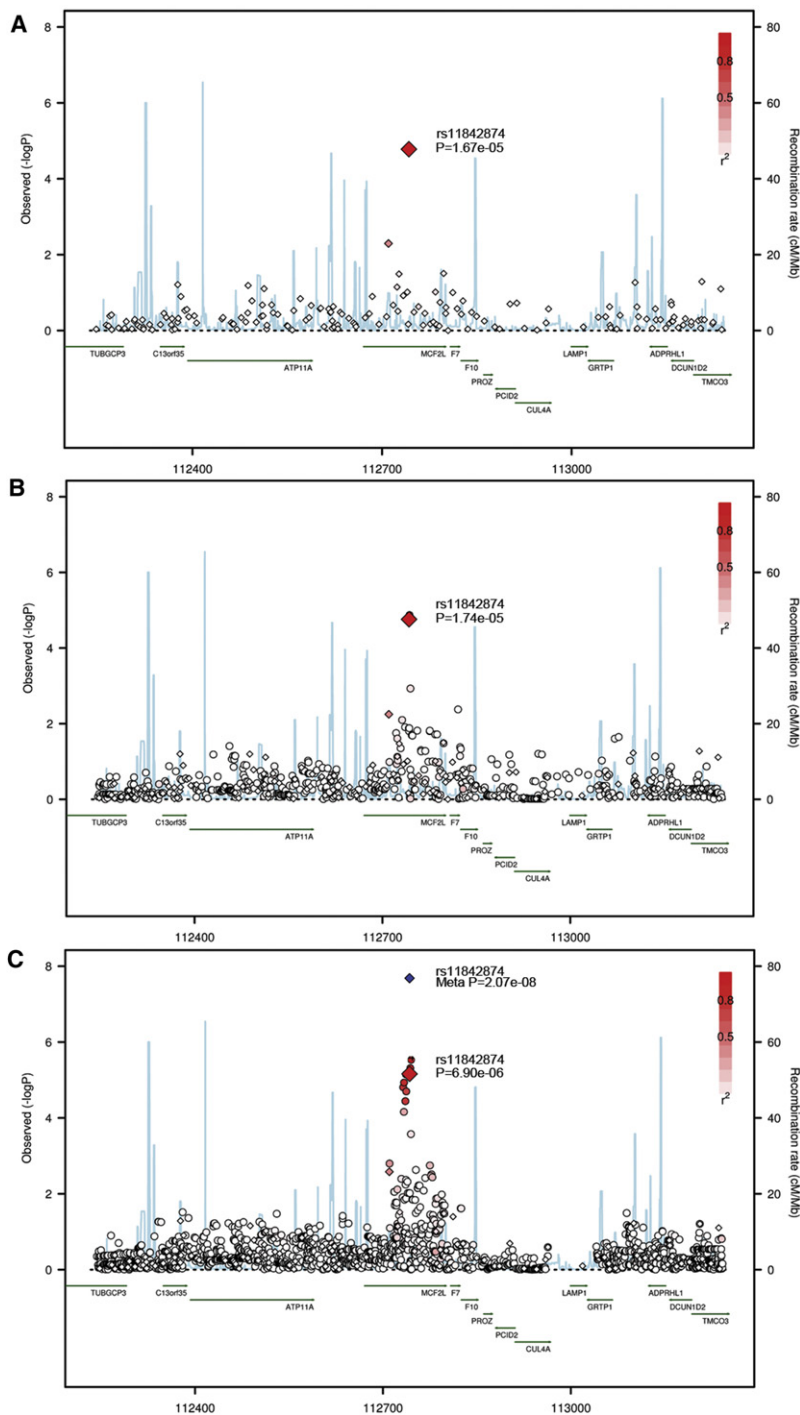 A
8
6
4
2
0
Observed (-logP)
80
60
40
20
0
Recombination rate (cM/Mb)
0.8
0.5
r2
rs11842874
P=1.67e-05
TUBGCP3
C13orf35
ATP11A
MCF2L
F7
F10
PROZ
PCID2
CUL4A
LAMP1
GRTP1
ADPRHL1
DCUN1D2
TMCO3
112400
112700
113000
B
8
6
4
2
0
Observed (-logP)
80
60
40
20
0
Recombination rate (cM/Mb)
0.8
0.5
r2
rs11842874
P=1.74e-05
TUBGCP3
C13orf35
ATP11A
MCF2L
F7
F10
PROZ
PCID2
CUL4A
LAMP1
GRTP1
ADPRHL1
DCUN1D2
TMCO3
112400
112700
113000
C
8
6
4
2
0
Observed (-logP)
80
60
40
20
0
Recombination rate (cM/Mb)
0.8
0.5
r2
rs11842874
Meta P=2.07e-08
rs11842874
P=6.90e-06
TUBGCP3
C13orf35
ATP11A
MCF2L
F7
F10
PROZ
PCID2
CUL4A
LAMP1
GRTP1
ADPRHL1
DCUN1D2
TMCO3
112400
112700
113000